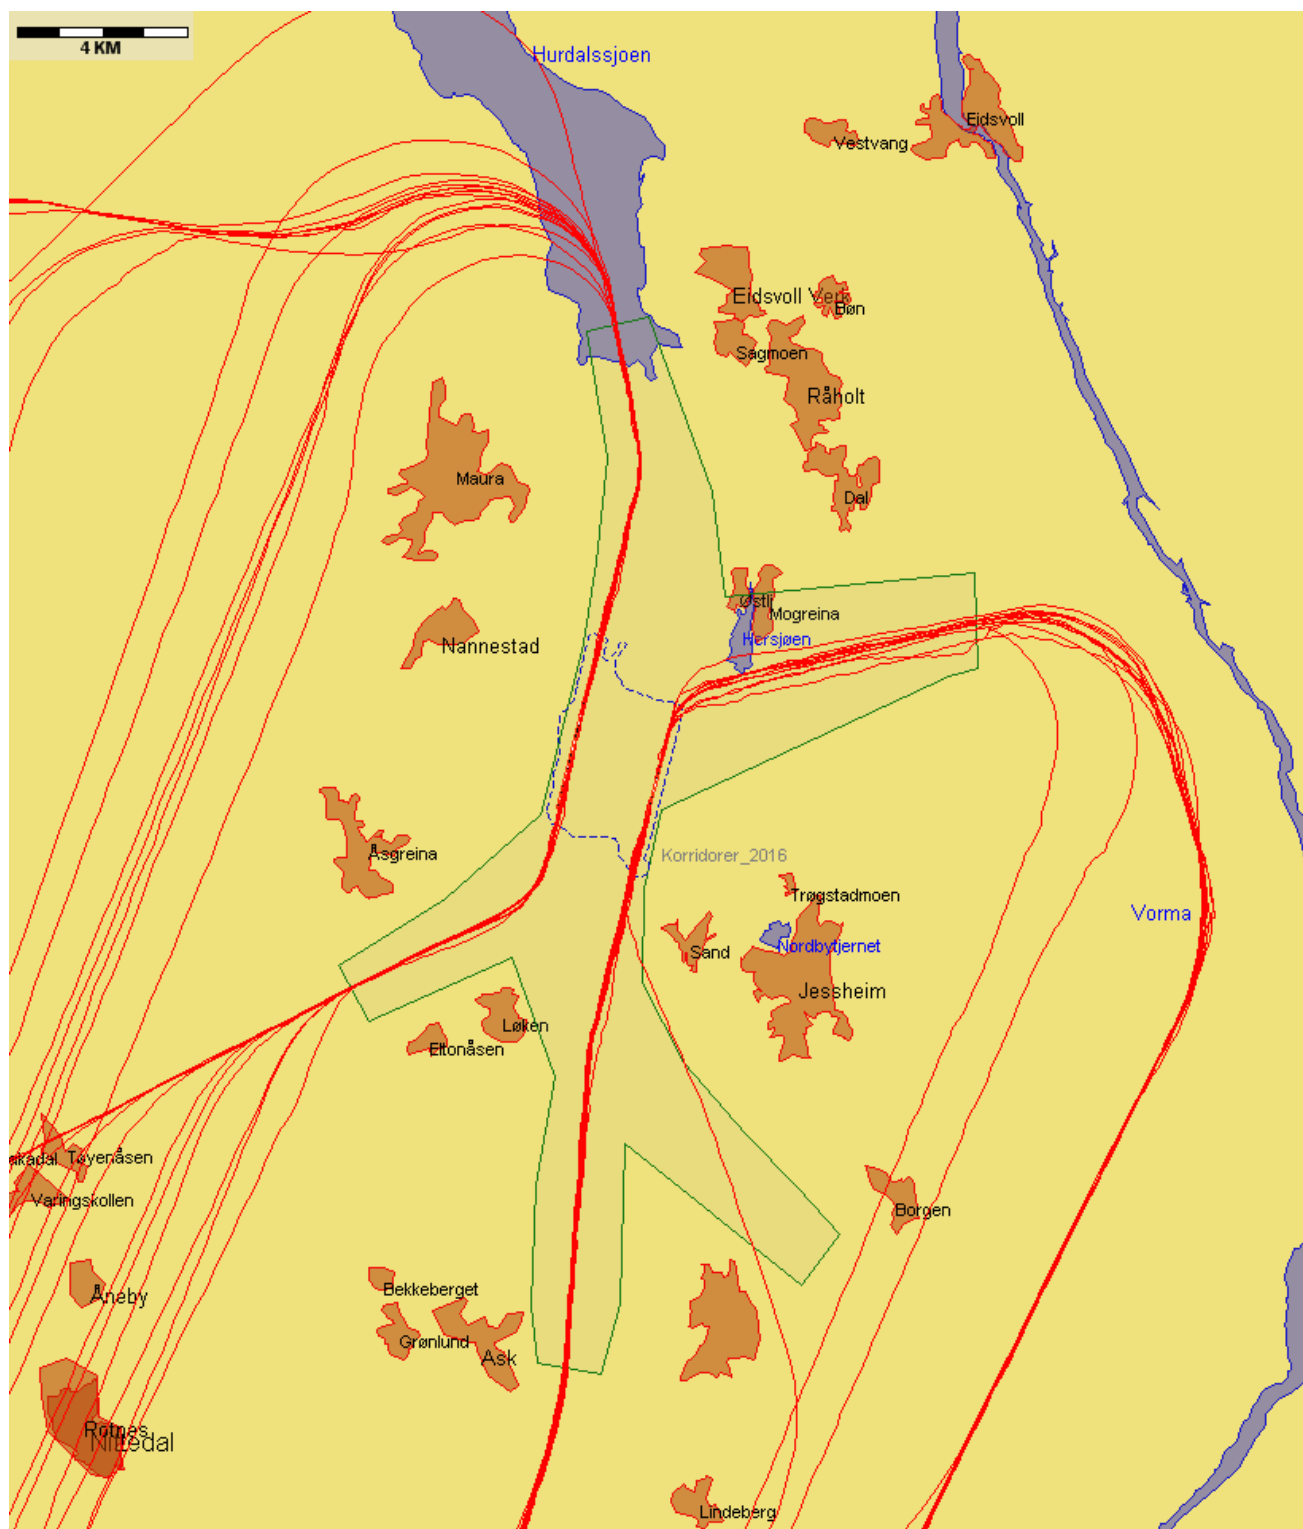 4 KM
Hurdalssjoen
Eidsvoll
Vestvang
Eidsvoll Verk
Bøn
Sagmoen
Råholt
Maura
Dal
Østli
Mogreina
Hersjøen
Nannestad
Åsgreina
Korridorer_2016
Trøgstadmoen
Vorma
Nordbytjernet
Sand
Jessheim
Løken
Eltonåsen
akadal
Tøyenåsen
Varingskollen
Borgen
Bekkeberget
Åneby
Grønlund
Ask
Rotnes
Nittedal
Lindeberg